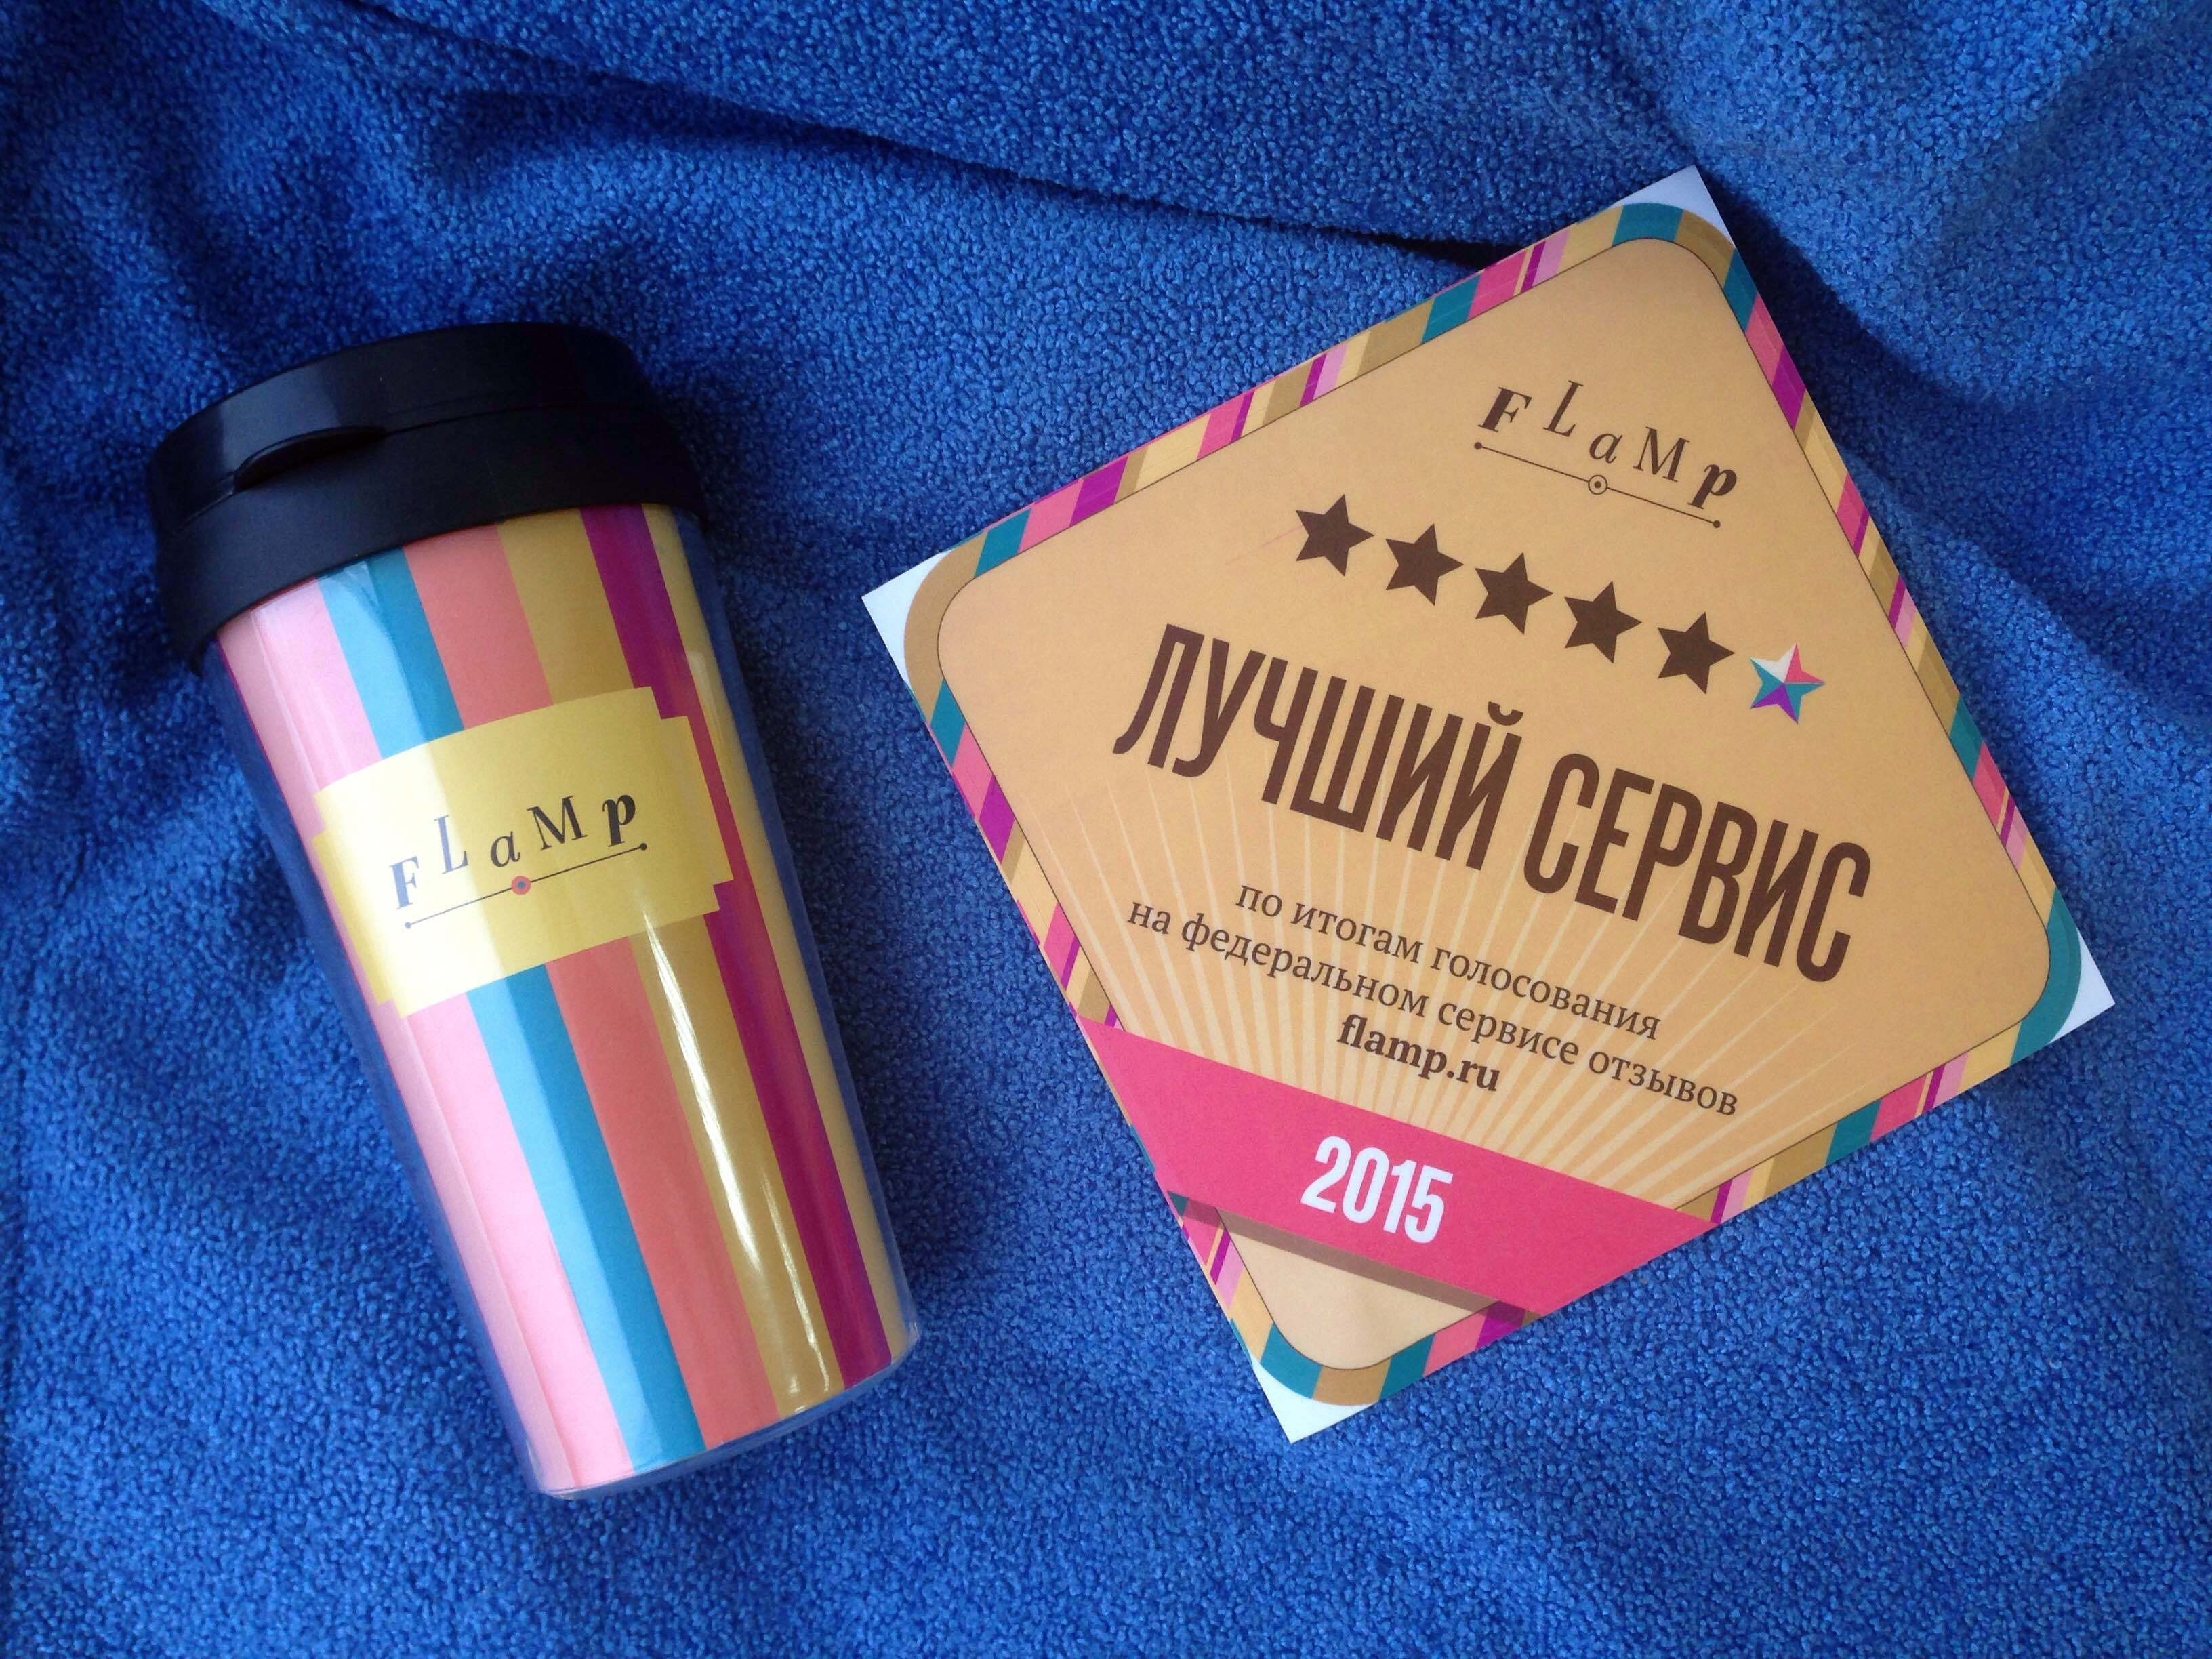 FLaMp
FLaMp
ЛУЧШИЙ СЕРВИС
по итогам голосования
на федеральном сервисе отзывов
flamp.ru
2015